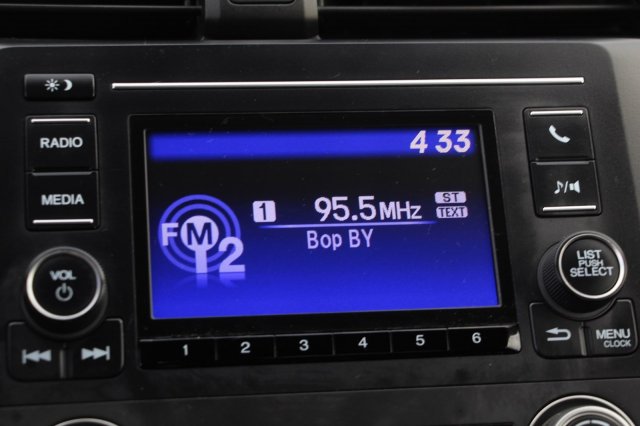 4 33
RADIO
MEDIA
1 95.5MHz ST
TEXT
FM 12
Bop BY
VOL
LIST
PUSH
SELECT
1 2 3 4 5 6
MENU
CLOCK